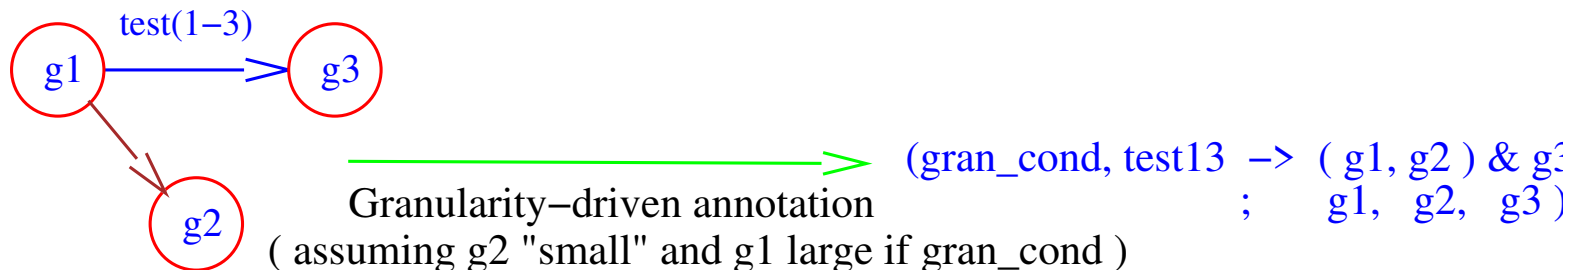 test(1−3)
g1 g3
(gran_cond, test13 −> ( g1, g2 ) & g3
Granularity−driven annotation ; g1, g2, g3 )
g2
( assuming g2 "small" and g1 large if gran_cond )